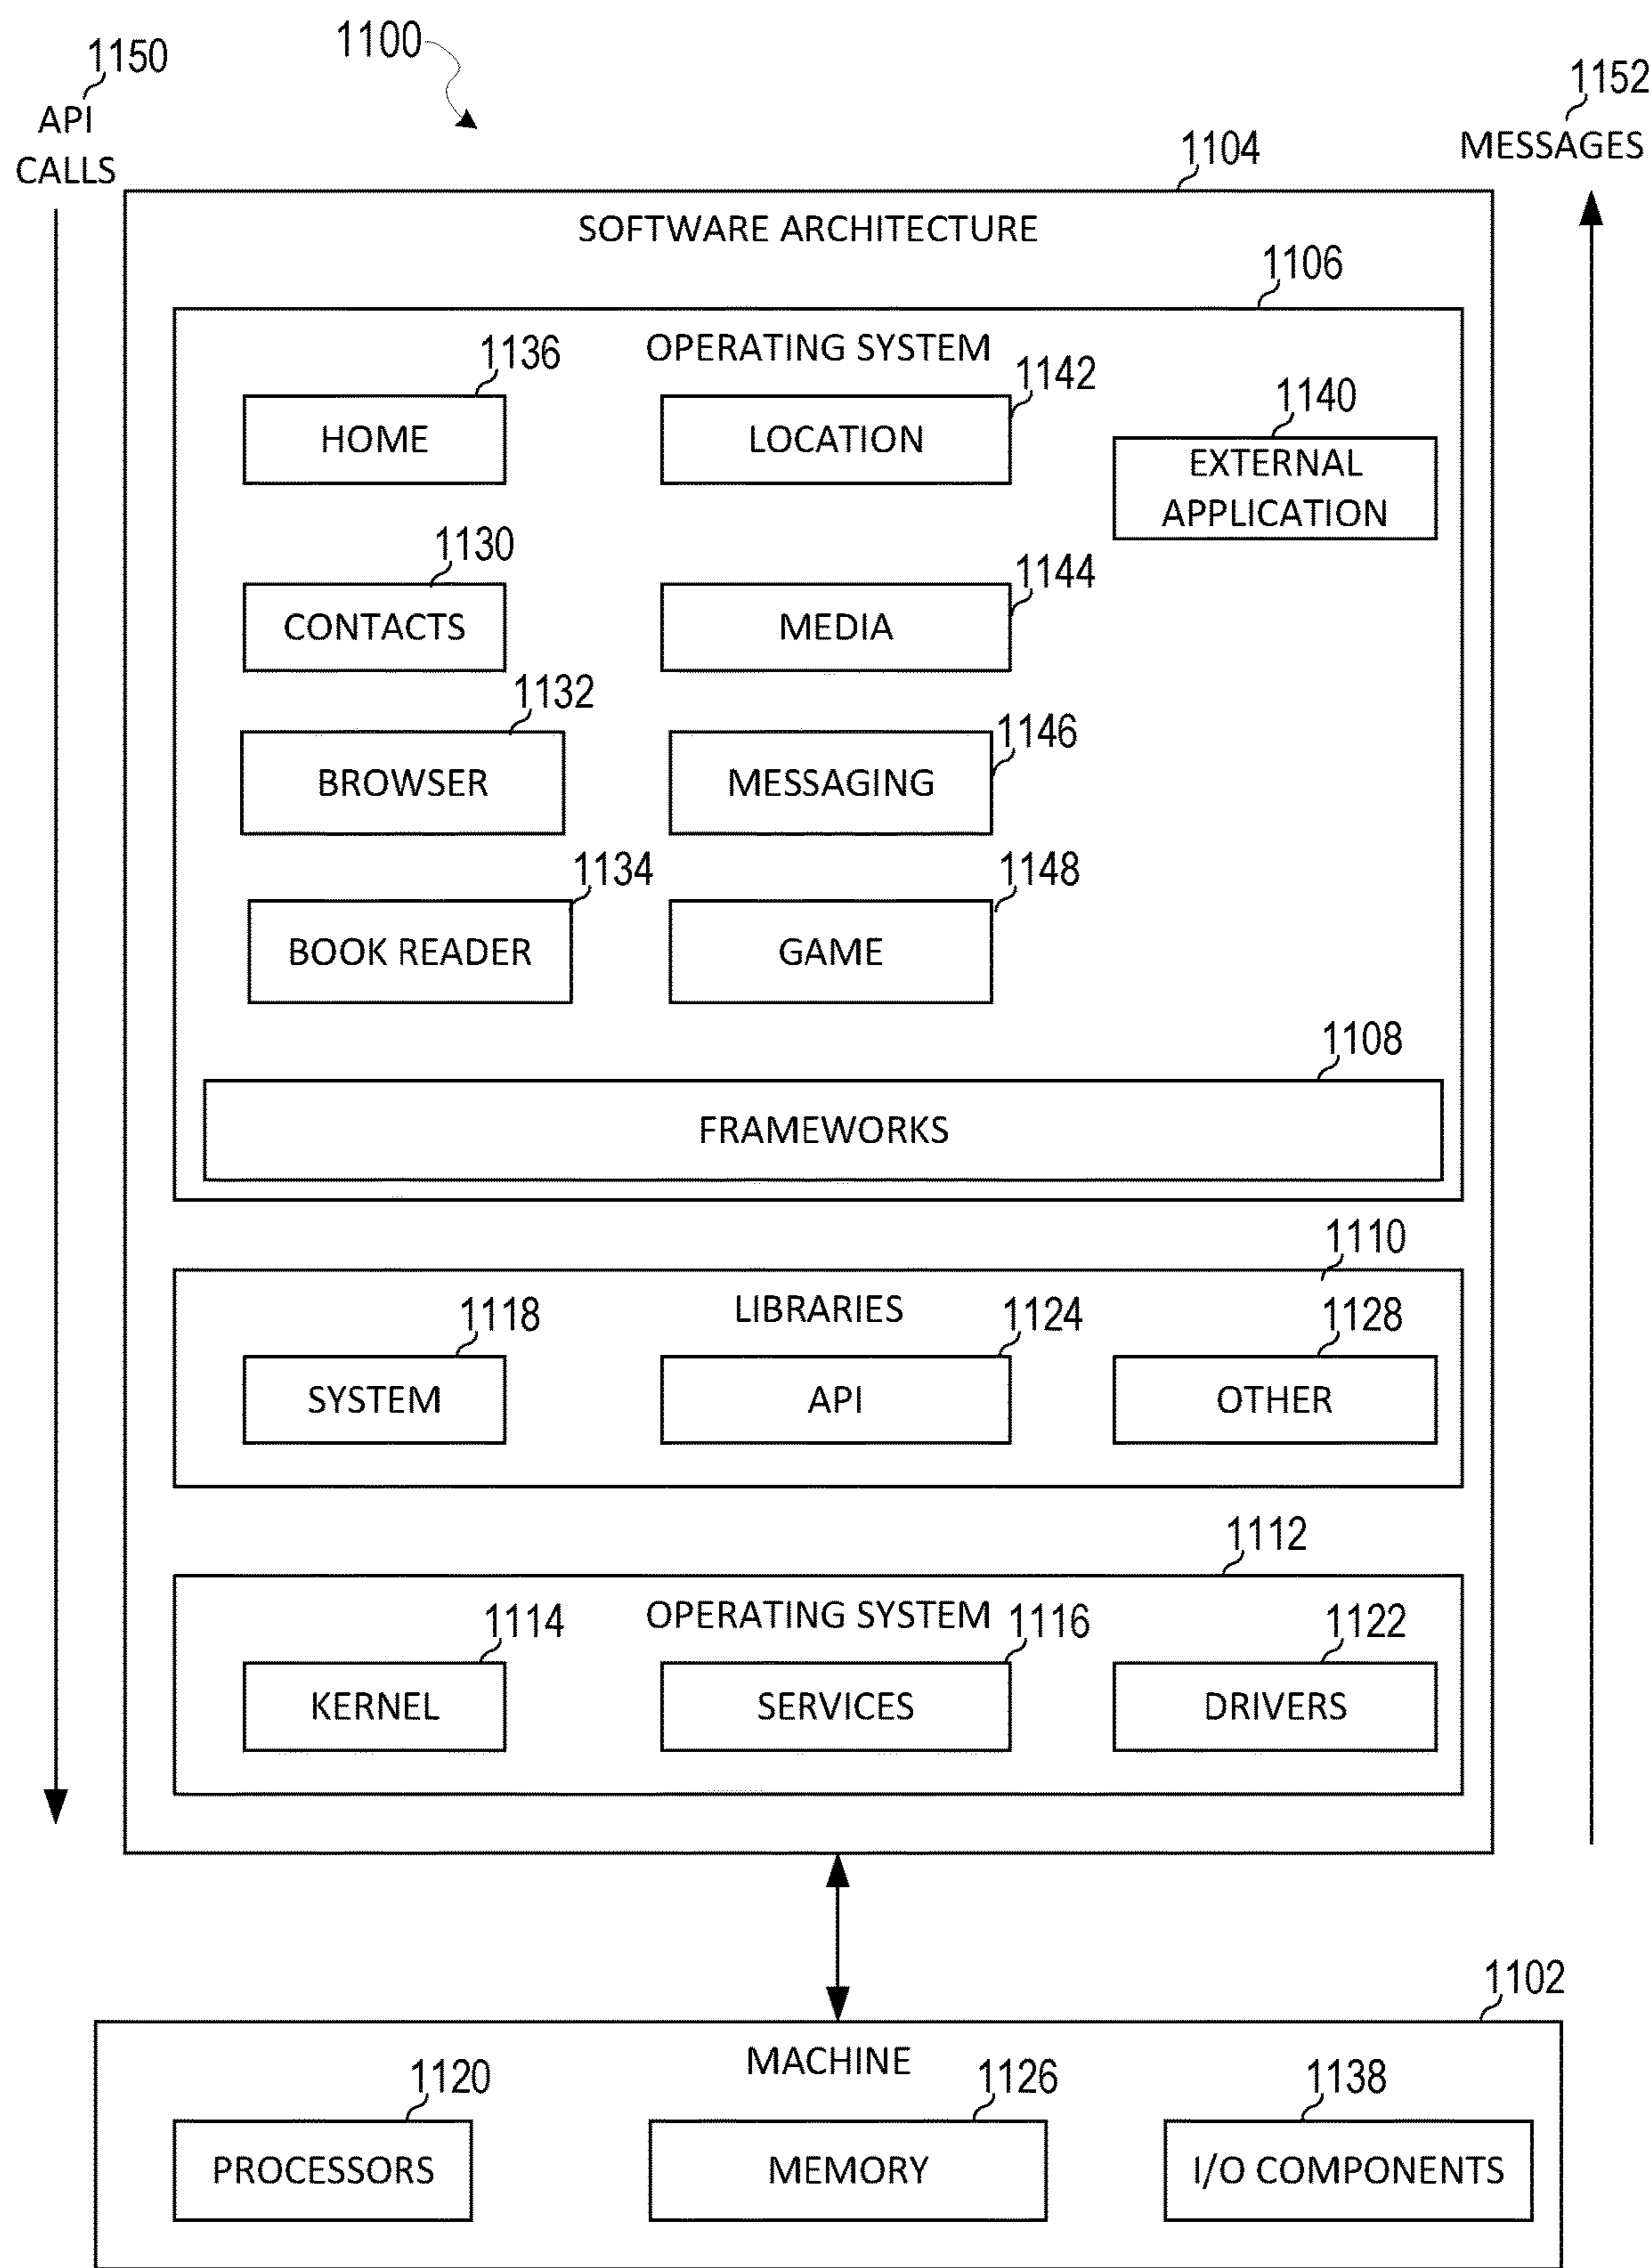 1100
1150
API
CALLS
1152
MESSAGES
1104
SOFTWARE ARCHITECTURE
1106
OPERATING SYSTEM
1136
HOME
1142
LOCATION
1140
EXTERNAL
APPLICATION
1130
CONTACTS
1144
MEDIA
1132
BROWSER
1146
MESSAGING
1134
BOOK READER
1148
GAME
1108
FRAMEWORKS
1110
LIBRARIES
1118
SYSTEM
1124
API
1128
OTHER
1112
OPERATING SYSTEM
1114
KERNEL
1116
SERVICES
1122
DRIVERS
1102
MACHINE
1120
PROCESSORS
1126
MEMORY
1138
I/O COMPONENTS